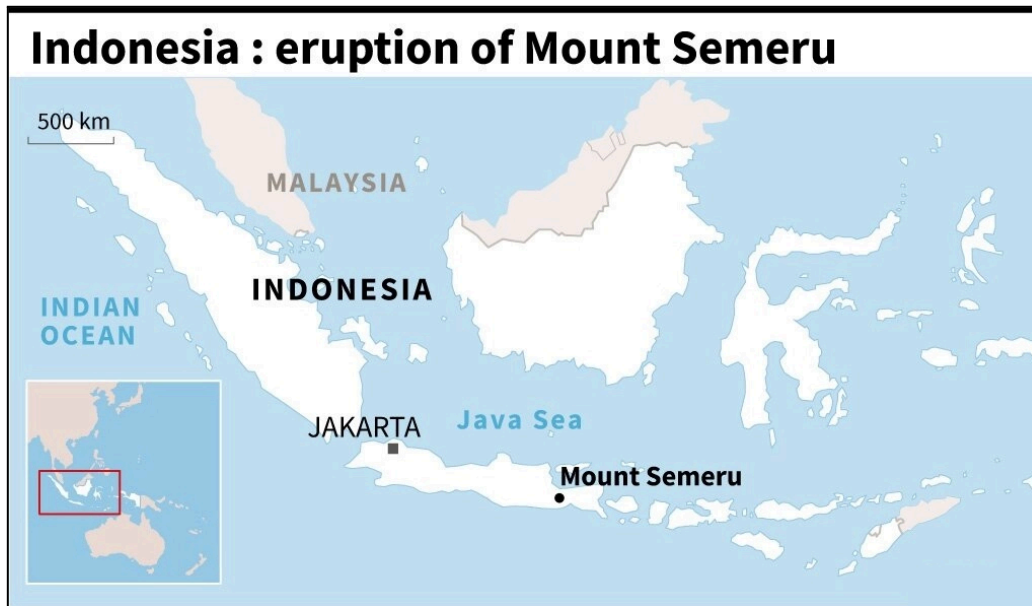 Indonesia : eruption of Mount Semeru
500 km
MALAYSIA
INDONESIA
INDIAN
OCEAN
Java Sea
JAKARTA
Mount Semeru